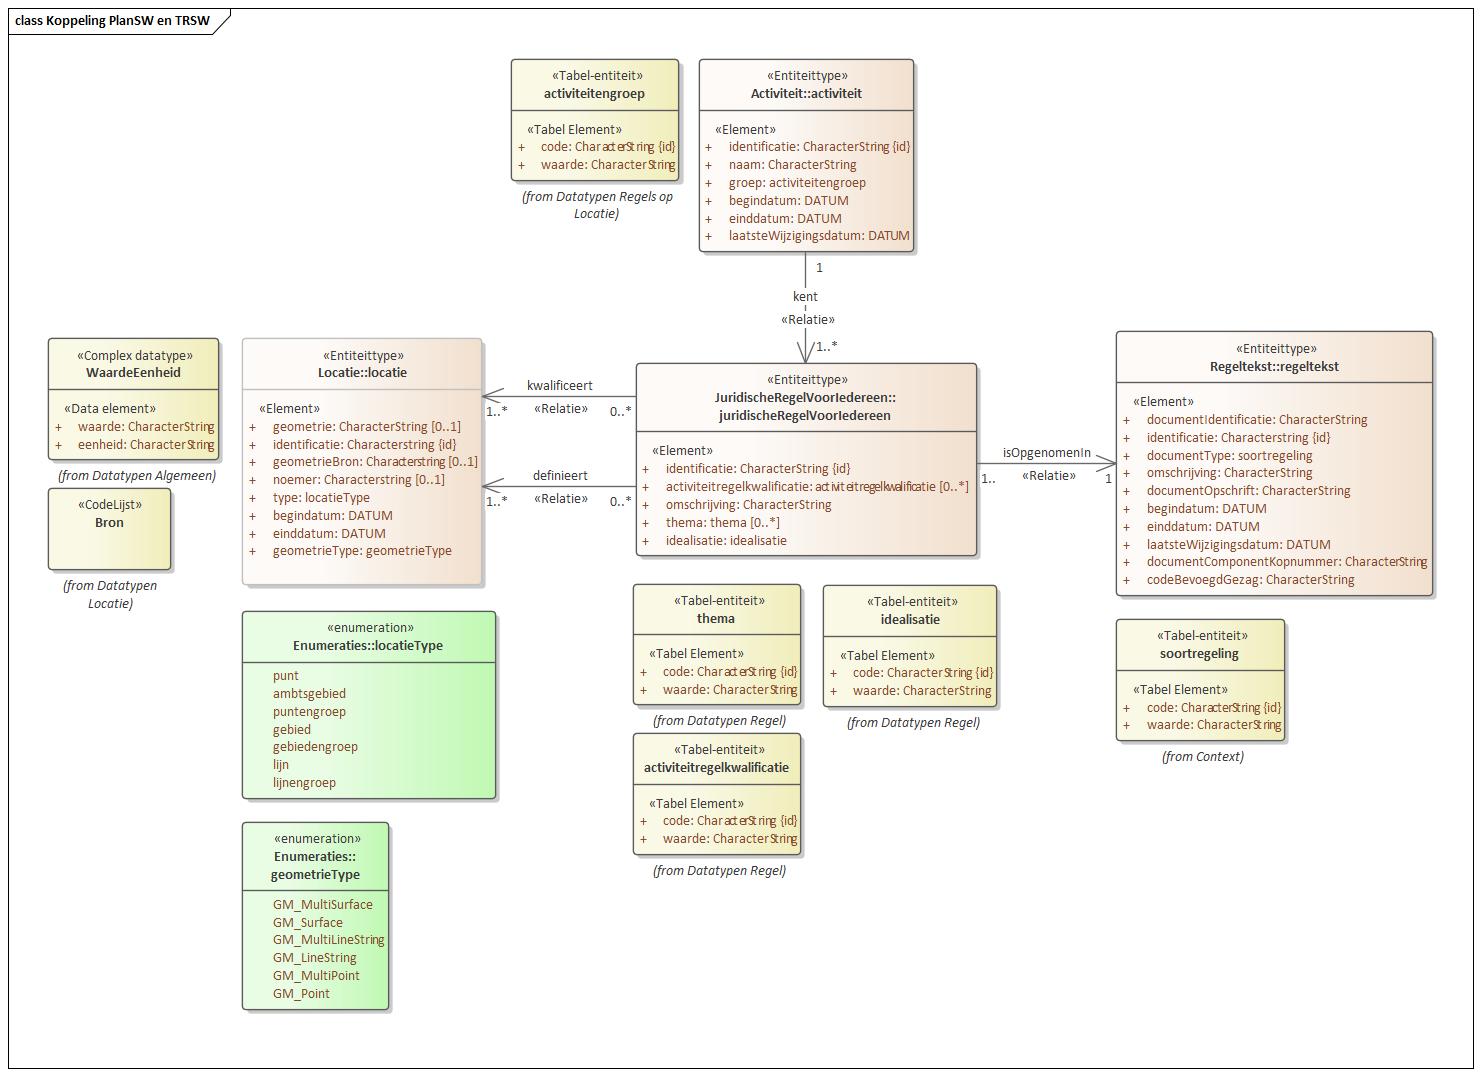 class Koppeling PlanSW en TRSW
«Tabel-entiteit»
activiteitengroep
«Tabel Element»
+ code: CharacterString {id}
+ waarde: CharacterString
(from Datatypen Regels op
Locatie)
«Entiteittype»
Activiteit::activiteit
«Element»
+ identificatie: CharacterString {id}
+ naam: CharacterString
+ groep: activiteitengroep
+ begindatum: DATUM
+ einddatum: DATUM
+ laatsteWijzigingsdatum: DATUM
1
kent
«Relatie»
1..*
«Complex datatype»
WaardeEenheid
«Data element»
+ waarde: CharacterString
+ eenheid: CharacterString
(from Datatypen Algemeen)
«CodeLijst»
Bron
(from Datatypen
Locatie)
«Entiteittype»
Locatie::locatie
«Element»
+ geometrie: Characterstring [0..1]
+ identificatie: Characterstring {id}
+ geometrieBron: Characterstring [0..1]
+ noemer: Characterstring [0..1]
+ type: locatieType
+ begindatum: DATUM
+ einddatum: DATUM
+ geometrieType: geometrieType
kwalificeert
1..*
«Relatie»
0..*
definieert
1..*
«Relatie»
0..*
«Entiteittype»
JuridischeRegelVoorIedereen::
juridischeRegelVoorIedereen
«Element»
+ identificatie: CharacterString {id}
+ activiteitregelkwalificatie: activiteitregelkwalificatie [0..*]
+ omschrijving: CharacterString
+ thema: thema [0..*]
+ idealisatie: idealisatie
isOpgenomenIn
1..
«Relatie»
1
«Entiteittype»
Regeltekst::regeltekst
«Element»
+ documentIdentificatie: CharacterString
+ identificatie: Characterstring {id}
+ documentType: soortregeling
+ omschrijving: CharacterString
+ documentOpschrift: CharacterString
+ begindatum: DATUM
+ einddatum: DATUM
+ laatsteWijzigingsdatum: DATUM
+ documentComponentKopnummer: CharacterString
+ codeBevoegdGezag: CharacterString
«enumeration»
Enumeraties::locatieType
punt
ambtsgebied
puntengroep
gebied
gebiedengroep
lijn
lijnengroep
«Tabel-entiteit»
thema
«Tabel Element»
+ code: CharacterString {id}
+ waarde: CharacterString
(from Datatypen Regel)
«Tabel-entiteit»
idealisatie
«Tabel Element»
+ code: CharacterString {id}
+ waarde: CharacterString
(from Datatypen Regel)
«Tabel-entiteit»
soortregeling
«Tabel Element»
+ code: CharacterString {id}
+ waarde: CharacterString
(from Context)
«Tabel-entiteit»
activiteitregelkwalificatie
«Tabel Element»
+ code: CharacterString {id}
+ waarde: CharacterString
(from Datatypen Regel)
«enumeration»
Enumeraties::
geometrieType
GM_MultiSurface
GM_Surface
GM_MultiLineString
GM_LineString
GM_MultiPoint
GM_Point